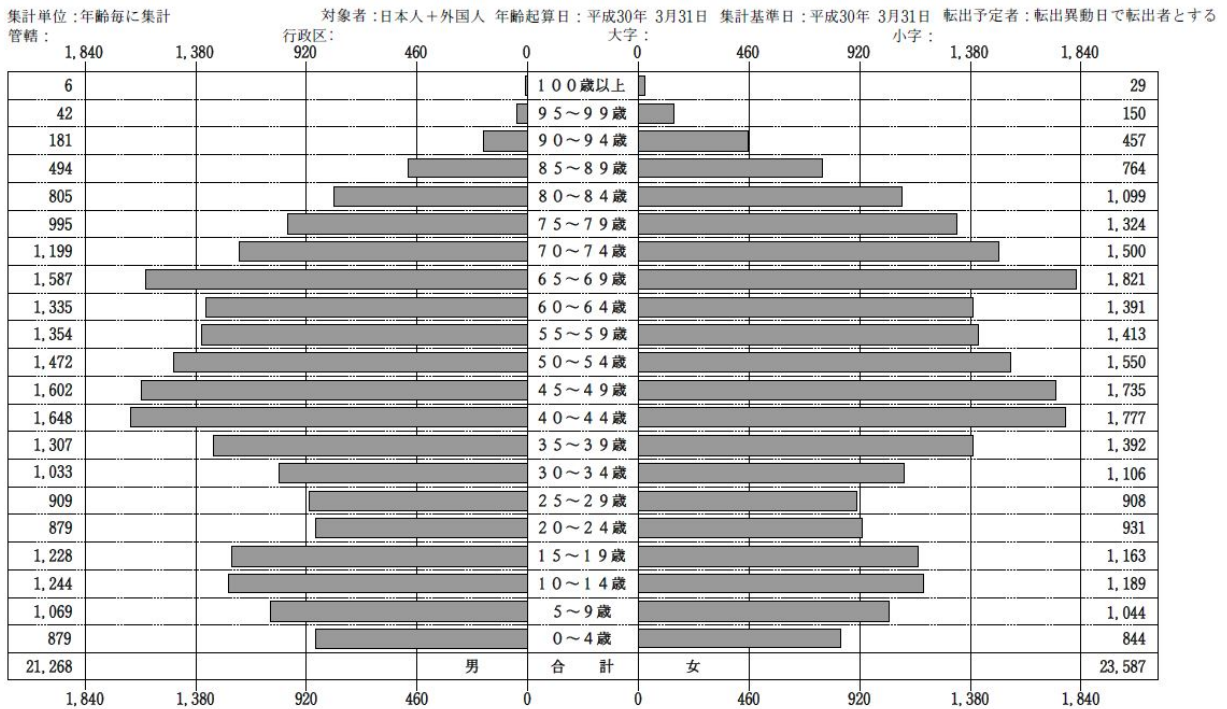 集計単位：年齢毎に集計 対象者：日本人＋外国人 年齢起算日：平成30年 3月31日 集計基準日：平成30年 3月31日 転出予定者：転出異動日で転出者とする
管轄： 行政区： 大字： 小字：
1,840 1,380 920 460 0 0 460 920 1,380 1,840
6 １００歳以上 29
42 ９５～９９歳 150
181 ９０～９４歳 457
494 ８５～８９歳 764
805 ８０～８４歳 1,099
995 ７５～７９歳 1,324
1,199 ７０～７４歳 1,500
1,587 ６５～６９歳 1,821
1,335 ６０～６４歳 1,391
1,354 ５５～５９歳 1,413
1,472 ５０～５４歳 1,550
1,602 ４５～４９歳 1,735
1,648 ４０～４４歳 1,777
1,307 ３５～３９歳 1,392
1,033 ３０～３４歳 1,106
909 ２５～２９歳 908
879 ２０～２４歳 931
1,228 １５～１９歳 1,163
1,244 １０～１４歳 1,189
1,069 ５～９歳 1,044
879 ０～４歳 844
21,268 男 合 計 女 23,587
1,840 1,380 920 460 0 0 460 920 1,380 1,840